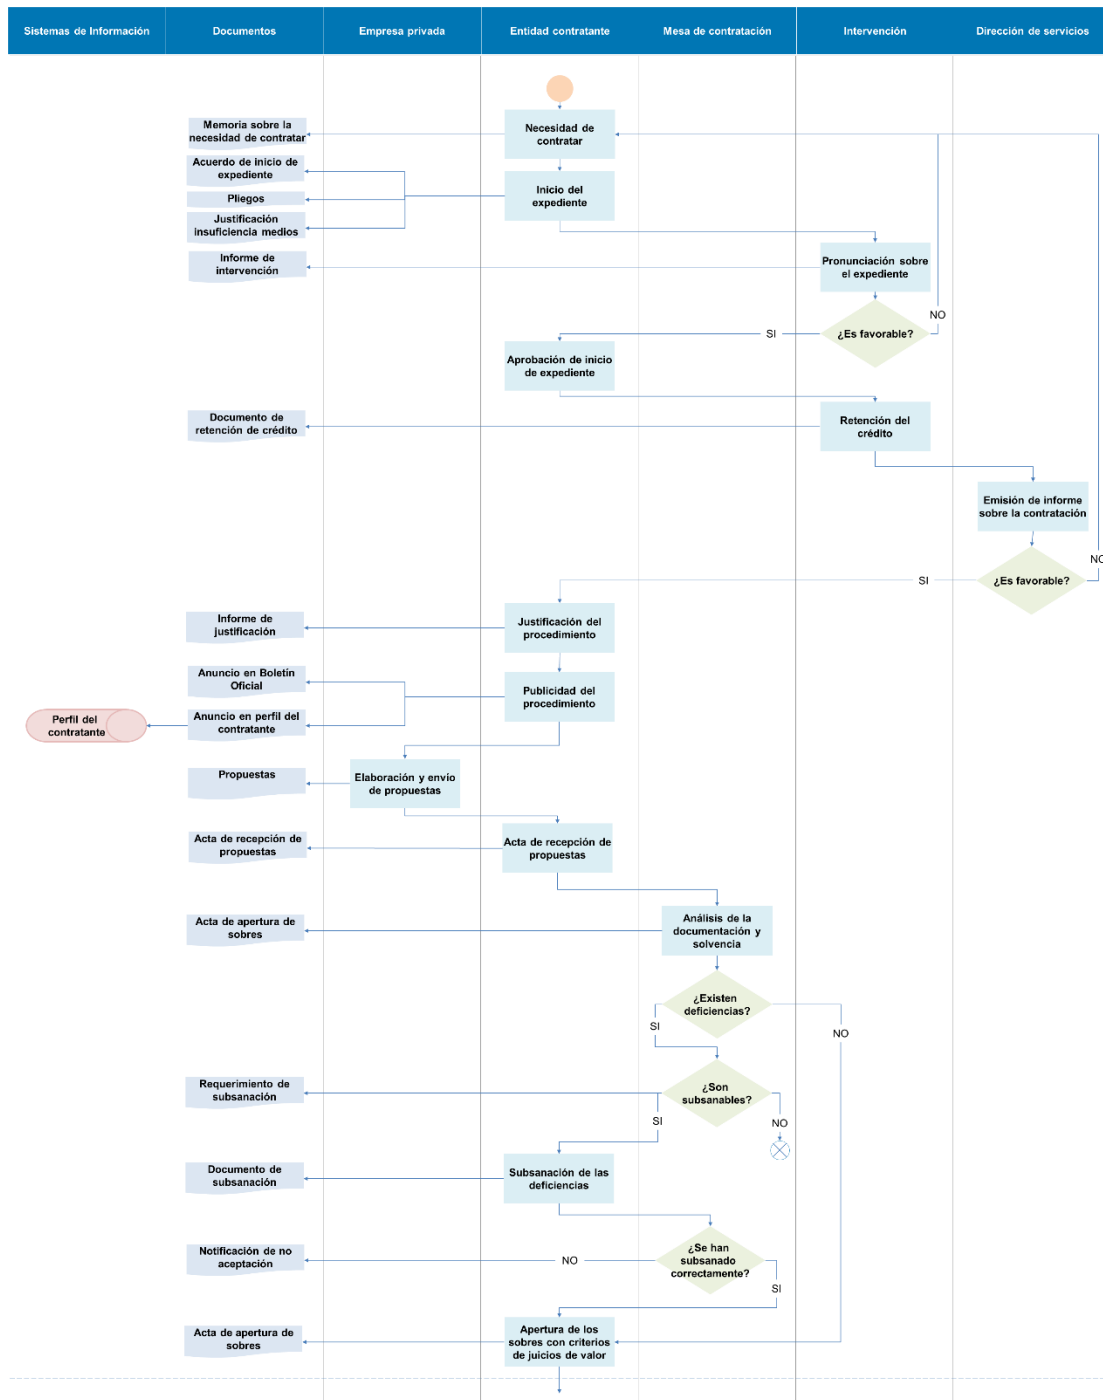 Sistemas de Información
Documentos
Empresa privada
Entidad contratante
Mesa de contratación
Intervención
Dirección de servicios
Memoria sobre la
necesidad de contratar
Necesidad de
contratar
Acuerdo de inicio de
expediente
Pliegos
Justificación
insuficiencia medios
Inicio del
expediente
Informe de
intervención
Pronunciación sobre
el expediente
NO
SI
¿Es favorable?
Aprobación de inicio
de expediente
Documento de
retención de crédito
Retención del
crédito
Emisión de informe
sobre la contratación
NO
SI
¿Es favorable?
Informe de
justificación
Justificación del
procedimiento
Anuncio en Boletín
Oficial
Publicidad del
procedimiento
Perfil del
contratante
Anuncio en perfil del
contratante
Propuestas
Elaboración y envío
de propuestas
Acta de recepción de
propuestas
Acta de recepción de
propuestas
Acta de apertura de
sobres
Análisis de la
documentación y
solvencia
¿Existen
deficiencias?
SI
NO
Requerimiento de
subsanación
¿Son
subsanables?
SI
NO
Documento de
subsanación
Subsanación de las
deficiencias
Notificación de no
aceptación
NO
¿Se han
subsanado
correctamente?
SI
Acta de apertura de
sobres
Apertura de los
sobres con criterios
de juicios de valor